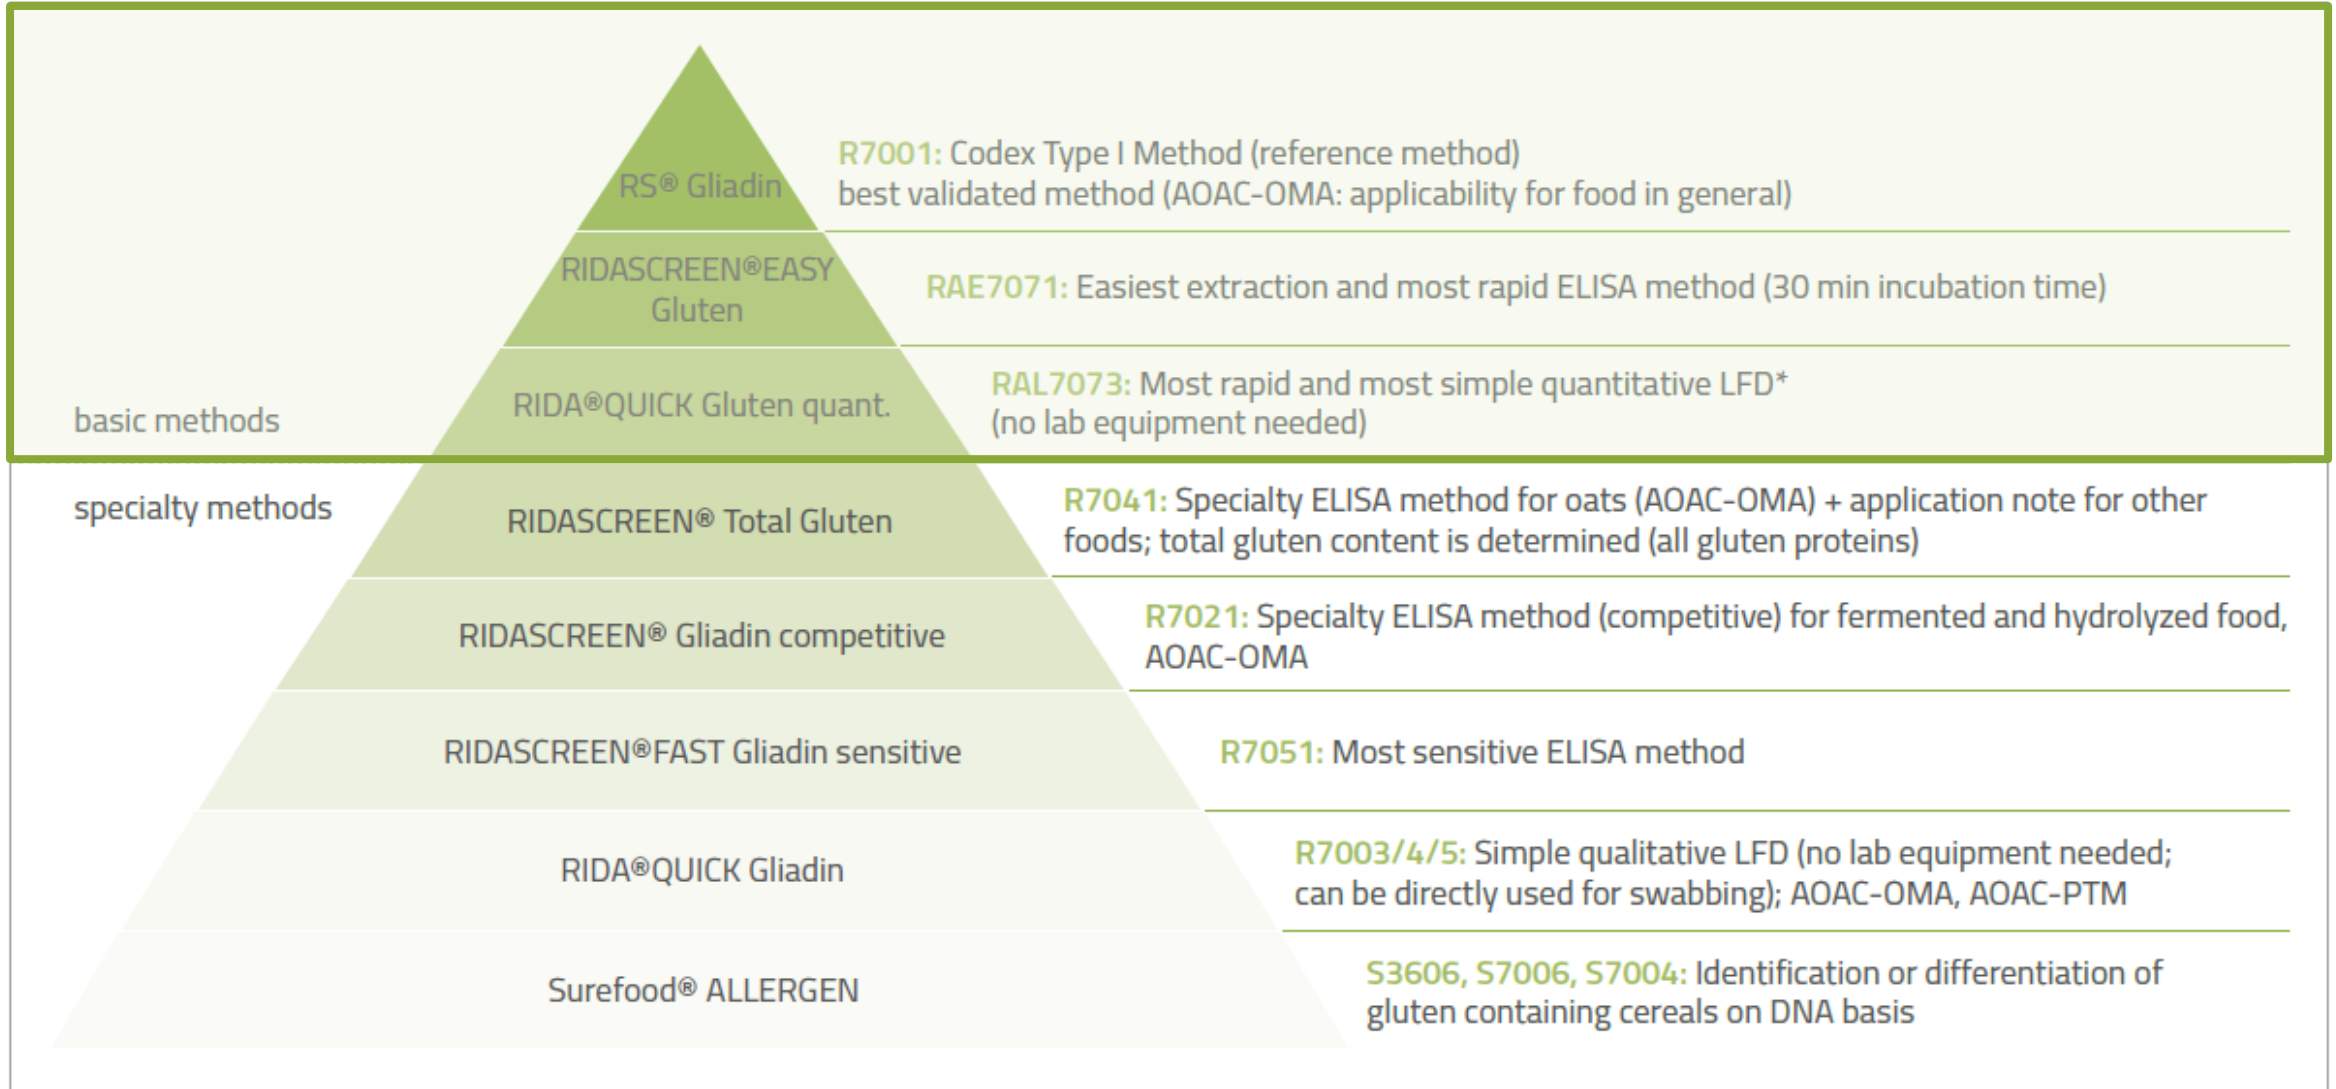 RS® Gliadin
R7001: Codex Type I Method (reference method)
best validated method (AOAC-OMA: applicability for food in general)
RIDASCREEN®EASY
Gluten
RAE7071: Easiest extraction and most rapid ELISA method (30 min incubation time)
basic methods
RIDA®QUICK Gluten quant.
RAL7073: Most rapid and most simple quantitative LFD*
(no lab equipment needed)
specialty methods
RIDASCREEN® Total Gluten
R7041: Specialty ELISA method for oats (AOAC-OMA) + application note for other
foods; total gluten content is determined (all gluten proteins)
RIDASCREEN® Gliadin competitive
R7021: Specialty ELISA method (competitive) for fermented and hydrolyzed food,
AOAC-OMA
RIDASCREEN®FAST Gliadin sensitive
R7051: Most sensitive ELISA method
RIDA®QUICK Gliadin
R7003/4/5: Simple qualitative LFD (no lab equipment needed;
can be directly used for swabbing); AOAC-OMA, AOAC-PTM
Surefood® ALLERGEN
S3606, S7006, S7004: Identification or differentiation of
gluten containing cereals on DNA basis